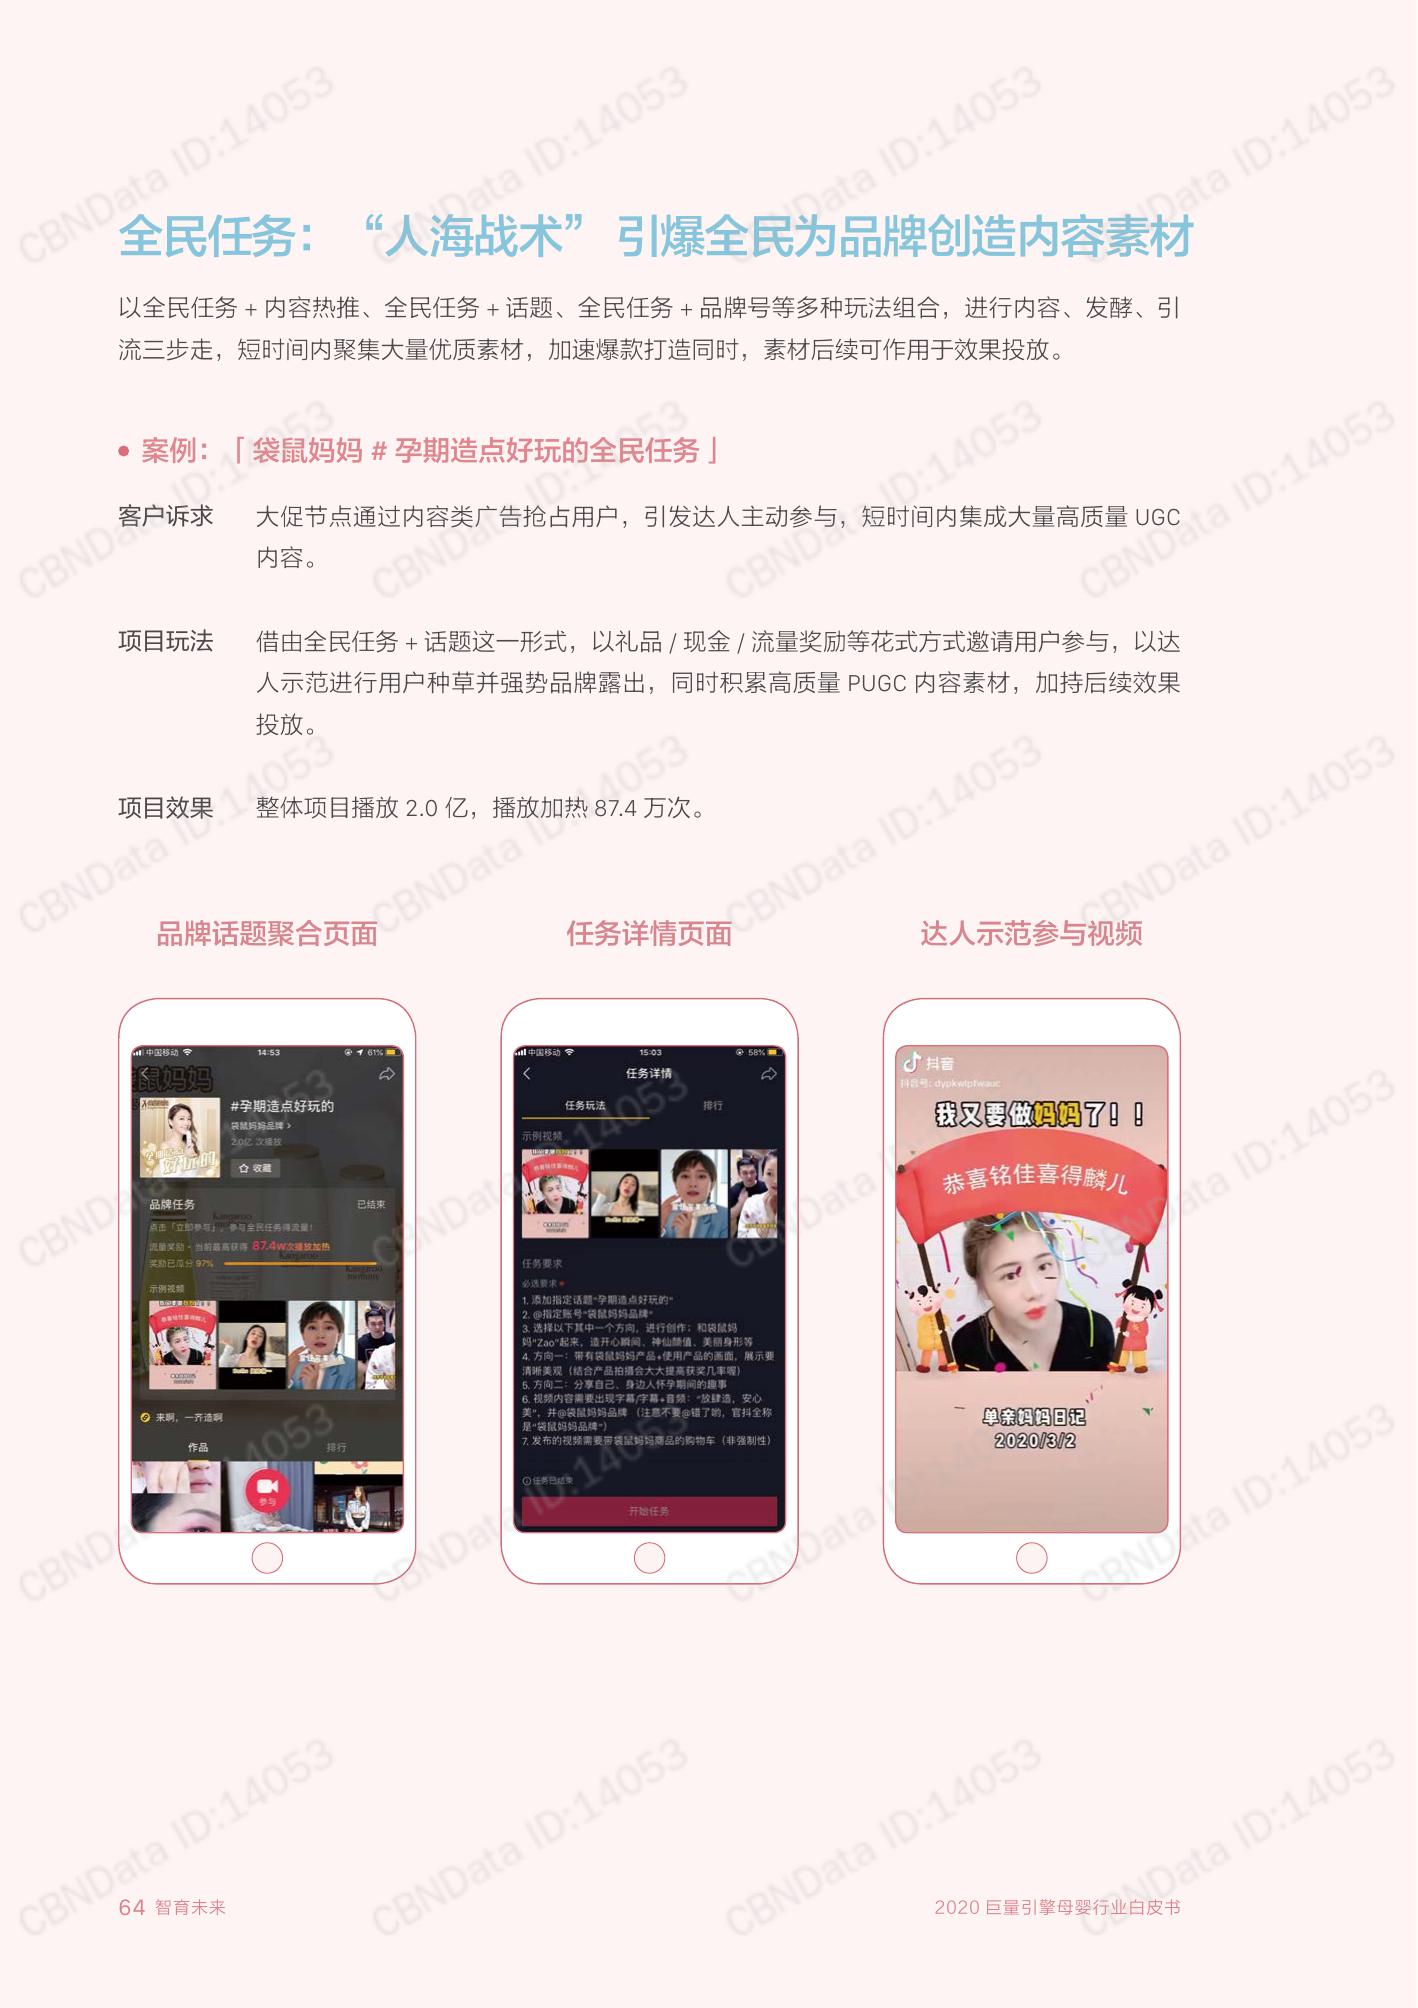 全民任务：“人海战术” 引爆全民为品牌创造内容素材
以全民任务 + 内容热推、全民任务 + 话题、全民任务 + 品牌号等多种玩法组合，进行内容、发酵、引
流三步走，短时间内聚集大量优质素材，加速爆款打造同时，素材后续可作用于效果投放。
• 案例：「 袋鼠妈妈 # 孕期造点好玩的全民任务 」
客户诉求 大促节点通过内容类广告抢占用户，引发达人主动参与，短时间内集成大量高质量 UGC
内容。
项目玩法 借由全民任务 + 话题这一形式，以礼品 / 现金 / 流量奖励等花式方式邀请用户参与，以达
人示范进行用户种草并强势品牌露出，同时积累高质量 PUGC 内容素材，加持后续效果
投放。
项目效果 整体项目播放 2.0 亿，播放加热 87.4 万次。
品牌话题聚合页面
中国移动 14:53 61%
袋鼠妈妈
#孕期造点好玩的
袋鼠妈妈品牌 >
2.0亿 次播放
收藏
品牌任务 已结束
点击「立即参与」，参与全民任务得流量！
流量奖励 - 当前最高获得 87.4w次播放加热
奖励已瓜分 97%
示例视频
来啊，一齐造啊
作品 排行
参与
任务详情页面
中国移动 15:03 58%
任务详情
任务玩法 排行
示例视频
任务要求
必选要求
1. 添加指定话题“孕期造点好玩的”
2. @指定账号“袋鼠妈妈品牌”
3. 选择以下其中一个方向，进行创作：和袋鼠妈
妈“Zao”起来，造开心瞬间、神仙颜值、美丽身形等
4. 方向一：带有袋鼠妈妈产品+使用产品的画面，展示要
清晰美观（结合产品拍摄会大大提高获奖几率喔）
5. 方向二：分享自己、身边人怀孕期间的趣事
6. 视频内容需要出现字幕/字幕+音频：“放肆造，安心
美”，并@袋鼠妈妈品牌 （注意不要@错了哟，官抖全称
是“袋鼠妈妈品牌”）
7. 发布的视频需要带袋鼠妈妈商品的购物车（非强制性）
任务已结束
开始任务
达人示范参与视频
抖音
抖音号: dypkwlpfwauc
我又要做妈妈了！！
恭喜铭佳喜得麟儿
单亲妈妈日记
2020/3/2
64 智育未来
2020 巨量引擎母婴行业白皮书
CBNData ID:14053